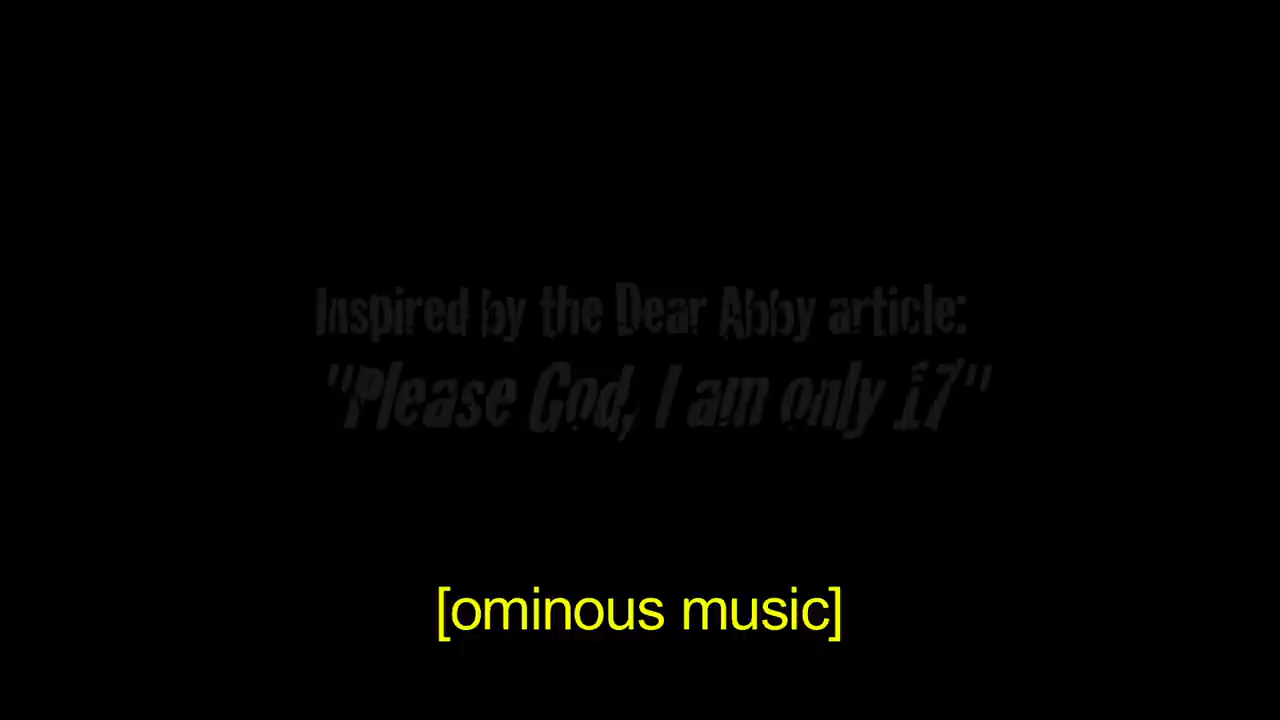 Inspired by the Dear Abby article:
"Please God, I am only 17"
[ominous music]